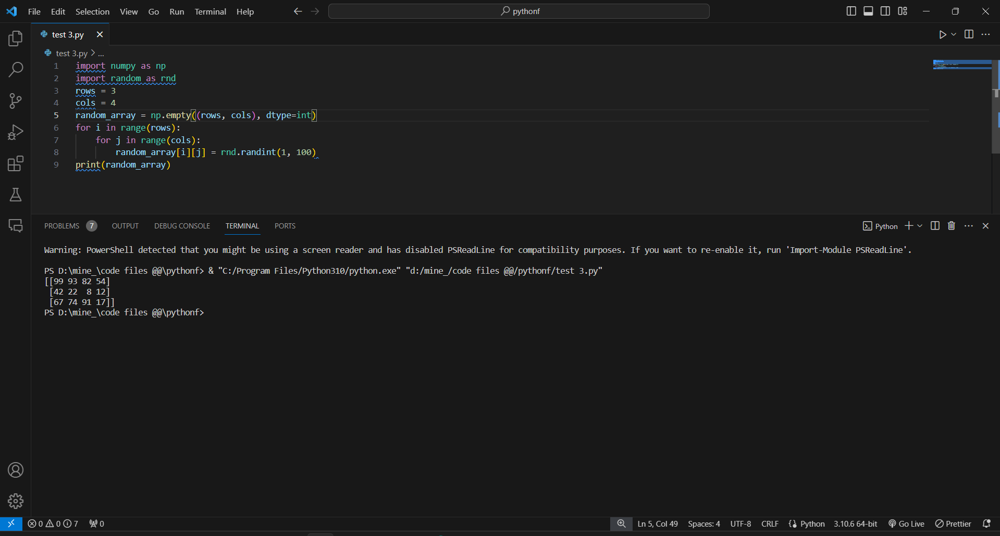 File Edit Selection View Go Run Terminal Help pythonf
test 3.py
test 3.py > ...
1 import numpy as np
2 import random as rnd
3 rows = 3
4 cols = 4
5 random_array = np.empty((rows, cols), dtype=int)
6 for i in range(rows):
7     for j in range(cols):
8         random_array[i][j] = rnd.randint(1, 100)
9 print(random_array)
PROBLEMS 7 OUTPUT DEBUG CONSOLE TERMINAL PORTS Python
Warning: PowerShell detected that you might be using a screen reader and has disabled PSReadLine for compatibility purposes. If you want to re-enable it, run 'Import-Module PSReadLine'.
PS D:\mine_\code files @@\pythonf> & "C:/Program Files/Python310/python.exe" "d:/mine_/code files @@/pythonf/test 3.py"
[[99 93 82 54]
 [42 22  8 12]
 [67 74 91 17]]
PS D:\mine_\code files @@\pythonf>
0 0 7 0 Ln 5, Col 49 Spaces: 4 UTF-8 CRLF Python 3.10.6 64-bit Go Live Prettier